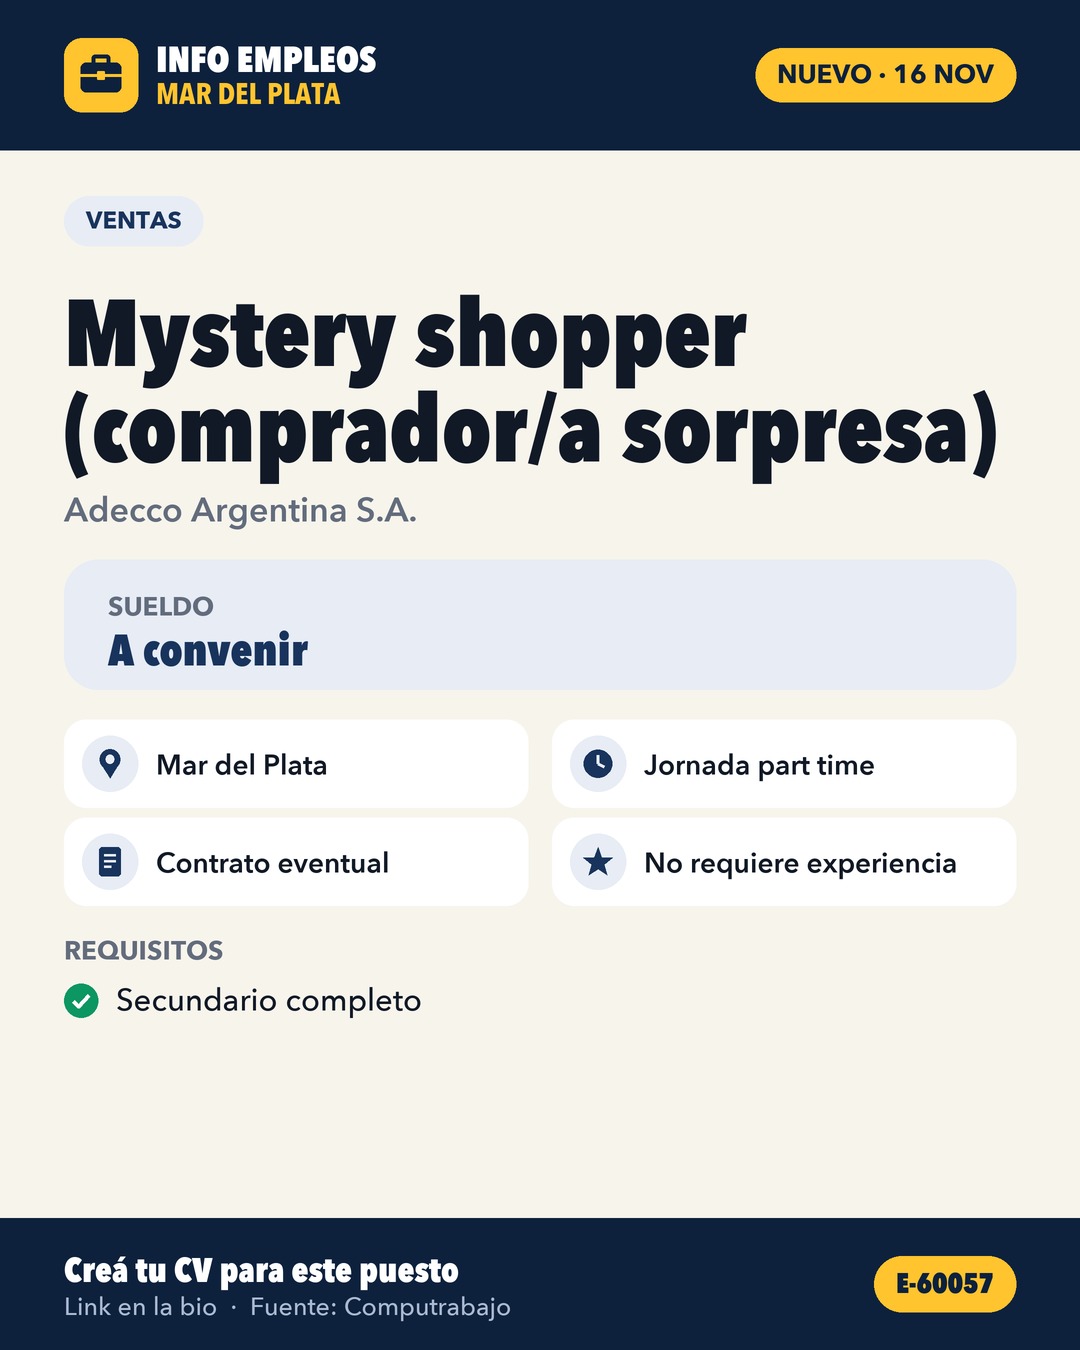 INFO EMPLEOS
MAR DEL PLATA
NUEVO · 16 NOV
VENTAS
Mystery shopper
(comprador/a sorpresa)
Adecco Argentina S.A.
SUELDO
A convenir
Mar del Plata
Jornada part time
Contrato eventual
No requiere experiencia
REQUISITOS
Secundario completo
Creá tu CV para este puesto
Link en la bio · Fuente: Computrabajo
E-60057